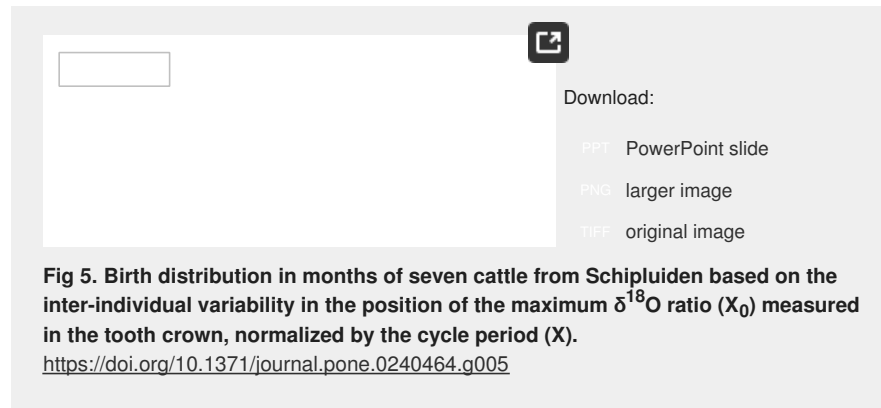 Download:
PPT PowerPoint slide
PNG larger image
TIFF original image
Fig 5. Birth distribution in months of seven cattle from Schipluiden based on the
inter-individual variability in the position of the maximum δ18O ratio (X0) measured
in the tooth crown, normalized by the cycle period (X).
https://doi.org/10.1371/journal.pone.0240464.g005